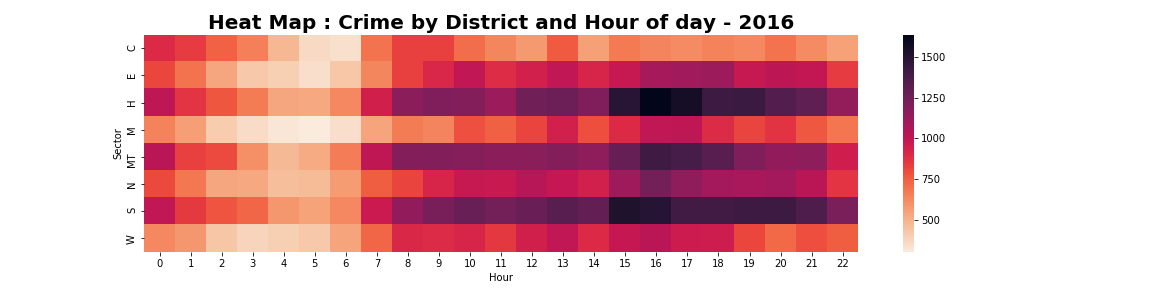 Heat Map : Crime by District and Hour of day - 2016
Sector
C
E
H
M
MT
N
S
W
0 1 2 3 4 5 6 7 8 9 10 11 12 13 14 15 16 17 18 19 20 21 22
Hour
1500
1250
1000
750
500